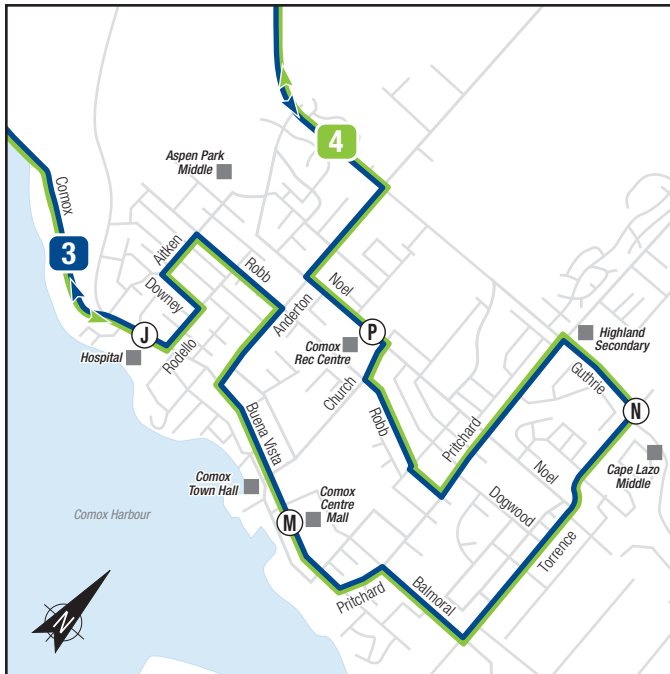 4
Aspen Park
Middle
Comox
3
Aitken
Robb
Downey
Noel
Anderton
J
P
Hospital
Rodello
Comox
Rec Centre
Highland
Secondary
Guthrie
Church
Robb
Buena Vista
Pritchard
N
Noel
Cape Lazo
Middle
Comox
Town Hall
Comox
Centre
Mall
Dogwood
Comox Harbour
M
Torrence
Pritchard
Balmoral
N